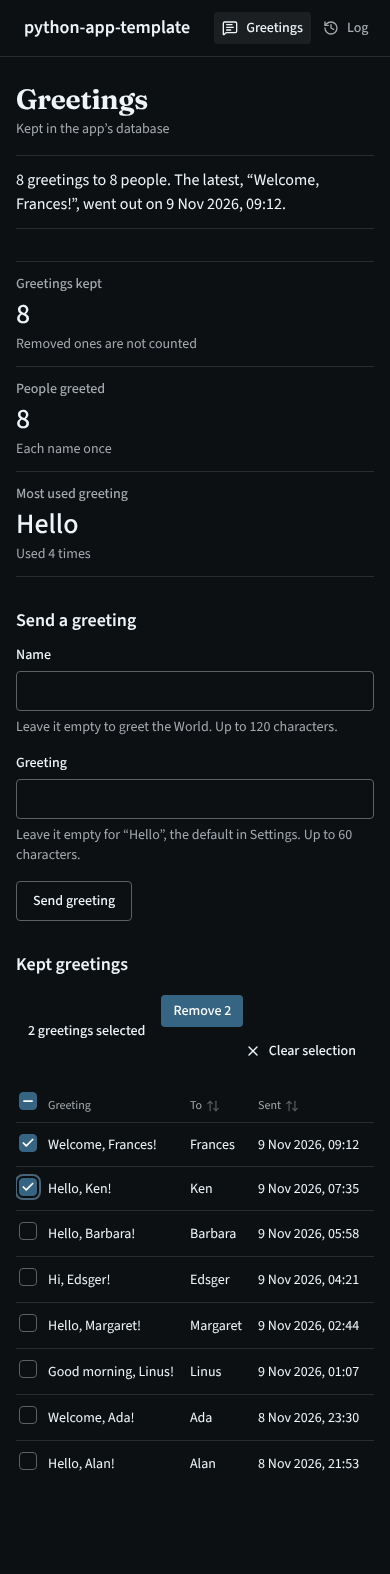 python-app-template
Greetings
Log
Greetings
Kept in the app’s database
8 greetings to 8 people. The latest, “Welcome,
Frances!”, went out on 9 Nov 2026, 09:12.
Greetings kept
8
Removed ones are not counted
People greeted
8
Each name once
Most used greeting
Hello
Used 4 times
Send a greeting
Name
Leave it empty to greet the World. Up to 120 characters.
Greeting
Leave it empty for “Hello”, the default in Settings. Up to 60
characters.
Send greeting
Kept greetings
2 greetings selected
Remove 2
Clear selection
Greeting To Sent
Welcome, Frances! Frances 9 Nov 2026, 09:12
Hello, Ken! Ken 9 Nov 2026, 07:35
Hello, Barbara! Barbara 9 Nov 2026, 05:58
Hi, Edsger! Edsger 9 Nov 2026, 04:21
Hello, Margaret! Margaret 9 Nov 2026, 02:44
Good morning, Linus! Linus 9 Nov 2026, 01:07
Welcome, Ada! Ada 8 Nov 2026, 23:30
Hello, Alan! Alan 8 Nov 2026, 21:53